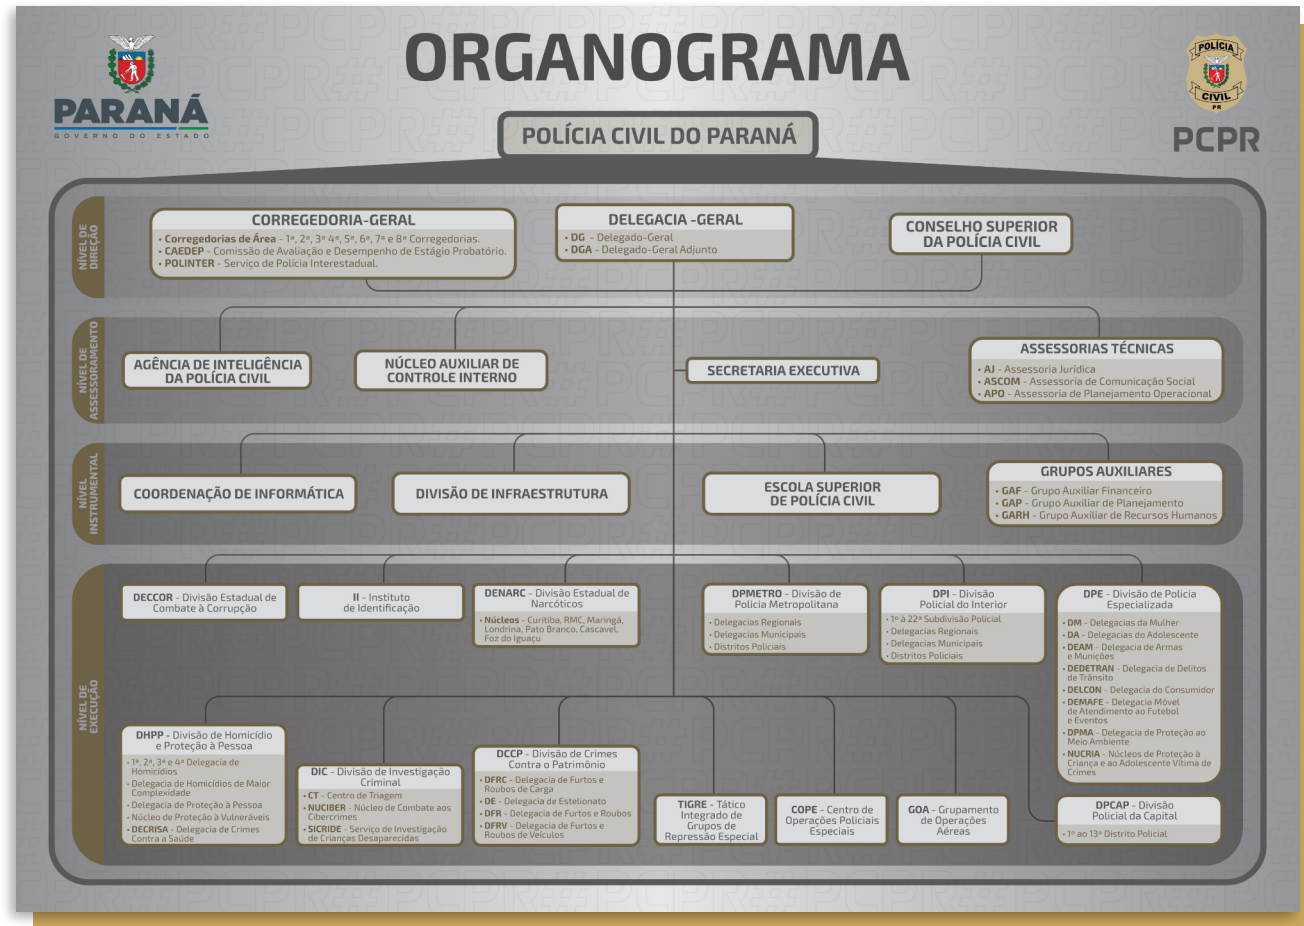 ORGANOGRAMA
PARANÁ
GOVERNO DO ESTADO
POLÍCIA
CIVIL
PR
PCPR
POLÍCIA CIVIL DO PARANÁ
NÍVEL DE
DIREÇÃO
CORREGEDORIA-GERAL
• Corregedorias de Área - 1ª, 2ª, 3ª 4ª, 5ª, 6ª, 7ª e 8ª Corregedorias.
• CAEDEP - Comissão de Avaliação e Desempenho de Estágio Probatório.
• POLINTER - Serviço de Polícia Interestadual.
DELEGACIA -GERAL
• DG - Delegado-Geral
• DGA - Delegado-Geral Adjunto
CONSELHO SUPERIOR
DA POLÍCIA CIVIL
NÍVEL DE
ASSESSORAMENTO
AGÊNCIA DE INTELIGÊNCIA
DA POLÍCIA CIVIL
NÚCLEO AUXILIAR DE
CONTROLE INTERNO
SECRETARIA EXECUTIVA
ASSESSORIAS TÉCNICAS
• AJ - Assessoria Jurídica
• ASCOM - Assessoria de Comunicação Social
• APO - Assessoria de Planejamento Operacional
NÍVEL
INSTRUMENTAL
COORDENAÇÃO DE INFORMÁTICA
DIVISÃO DE INFRAESTRUTURA
ESCOLA SUPERIOR
DE POLÍCIA CIVIL
GRUPOS AUXILIARES
• GAF - Grupo Auxiliar Financeiro
• GAP - Grupo Auxiliar de Planejamento
• GARH - Grupo Auxiliar de Recursos Humanos
NÍVEL DE
EXECUÇÃO
DECCOR - Divisão Estadual de
Combate à Corrupção
II - Instituto
de Identificação
DENARC - Divisão Estadual de
Narcóticos
• Núcleos - Curitiba, RMC, Maringá,
Londrina, Pato Branco, Cascavel,
Foz do Iguaçu
DPMETRO - Divisão de
Policia Metropolitana
• Delegacias Regionais
• Delegacias Municipais
• Distritos Policiais
DPI - Divisão
Policial do Interior
• 1ª à 22ª Subdivisão Policial
• Delegacias Regionais
• Delegacias Municipais
• Distritos Policiais
DPE - Divisão de Policia
Especializada
• DM - Delegacias da Mulher
• DA - Delegacias do Adolescente
• DEAM - Delegacia de Armas
e Munições
• DEDETRAN - Delegacia de Delitos
de Trânsito
• DELCON - Delegacia do Consumidor
• DEMAFE - Delegacia Móvel
de Atendimento ao Futebol
e Eventos
• DPMA - Delegacia de Proteção ao
Meio Ambiente
• NUCRIA - Núcleos de Proteção à
Criança e ao Adolescente Vítima de
Crimes
DHPP - Divisão de Homicídio
e Proteção à Pessoa
• 1ª, 2ª, 3ª e 4ª Delegacia de
Homicídios
• Delegacia de Homicídios de Maior
Complexidade
• Delegacia de Proteção à Pessoa
• Núcleo de Proteção à Vulneráveis
• DECRISA - Delegacia de Crimes
Contra a Saúde
DIC - Divisão de Investigação
Criminal
• CT - Centro de Triagem
• NUCIBER - Núcleo de Combate aos
Cibercrimes
• SICRIDE - Serviço de Investigação
de Crianças Desaparecidas
DCCP - Divisão de Crimes
Contra o Patrimônio
• DFRC - Delegacia de Furtos e
Roubos de Carga
• DE - Delegacia de Estelionato
• DFR - Delegacia de Furtos e Roubos
• DFRV - Delegacia de Furtos e
Roubos de Veículos
TIGRE - Tático
Integrado de
Grupos de
Repressão Especial
COPE - Centro de
Operações Policiais
Especiais
GOA - Grupamento
de Operações
Aéreas
DPCAP - Divisão
Policial da Capital
• 1º ao 13º Distrito Policial